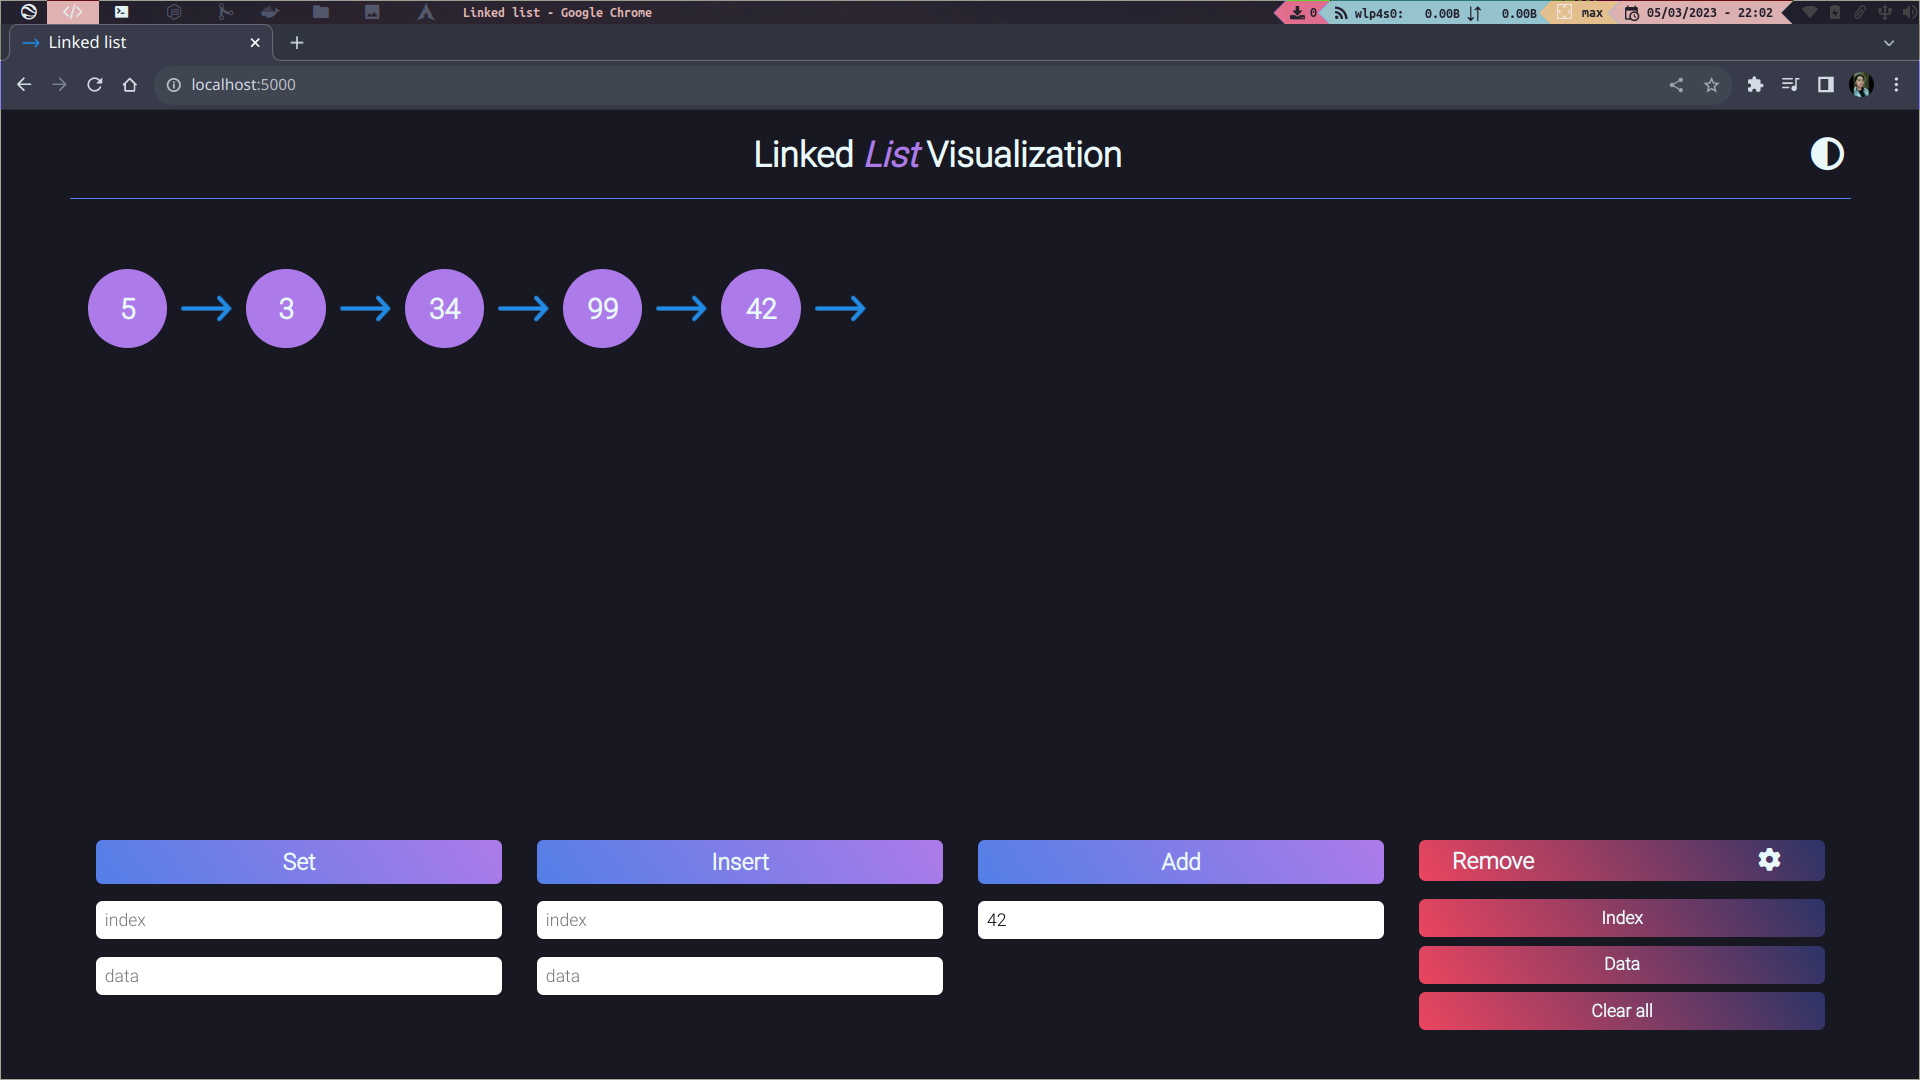 Linked list - Google Chrome
0
wlp4s0: 0.00B 0.00B
max
05/03/2023 - 22:02
Linked list
localhost:5000
Linked List Visualization
5 3 34 99 42
Set Insert Add Remove
index index 42 Index
data data Data
Clear all